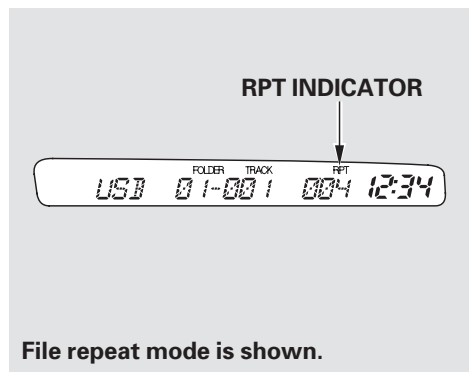 RPT INDICATOR
FOLDER TRACK RPT
USB 01-001 004 12:34
File repeat mode is shown.